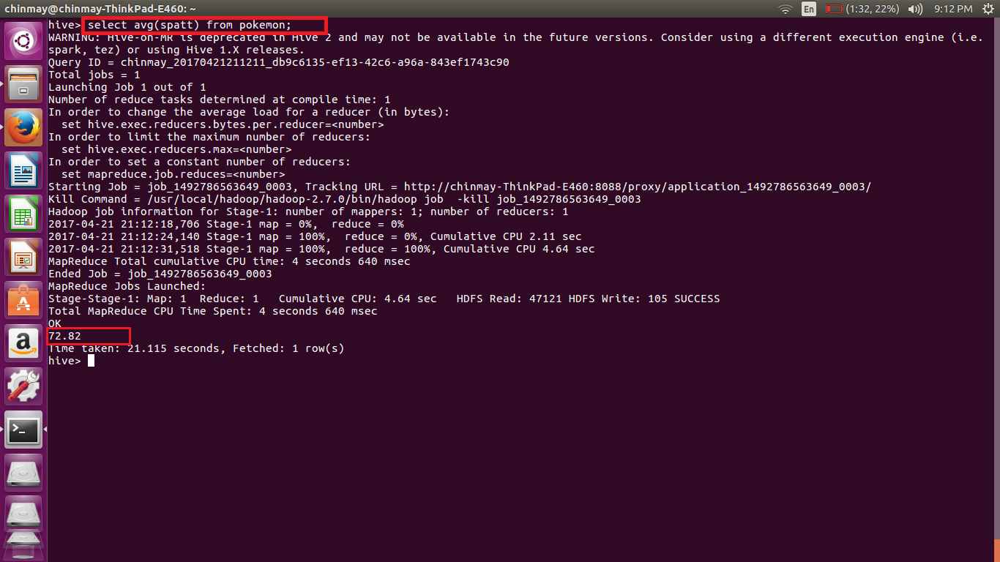 chinmay@chinmay-ThinkPad-E460: ~
En
(1:32, 22%)
9:12 PM
hive> select avg(spatt) from pokemon;
WARNING: Hive-on-MR is deprecated in Hive 2 and may not be available in the future versions. Consider using a different execution engine (i.e.
spark, tez) or using Hive 1.X releases.
Query ID = chinmay_20170421211211_db9c6135-ef13-42c6-a96a-843ef1743c90
Total jobs = 1
Launching Job 1 out of 1
Number of reduce tasks determined at compile time: 1
In order to change the average load for a reducer (in bytes):
  set hive.exec.reducers.bytes.per.reducer=<number>
In order to limit the maximum number of reducers:
  set hive.exec.reducers.max=<number>
In order to set a constant number of reducers:
  set mapreduce.job.reduces=<number>
Starting Job = job_1492786563649_0003, Tracking URL = http://chinmay-ThinkPad-E460:8088/proxy/application_1492786563649_0003/
Kill Command = /usr/local/hadoop/hadoop-2.7.0/bin/hadoop job  -kill job_1492786563649_0003
Hadoop job information for Stage-1: number of mappers: 1; number of reducers: 1
2017-04-21 21:12:18,706 Stage-1 map = 0%,  reduce = 0%
2017-04-21 21:12:24,140 Stage-1 map = 100%,  reduce = 0%, Cumulative CPU 2.11 sec
2017-04-21 21:12:31,518 Stage-1 map = 100%,  reduce = 100%, Cumulative CPU 4.64 sec
MapReduce Total cumulative CPU time: 4 seconds 640 msec
Ended Job = job_1492786563649_0003
MapReduce Jobs Launched:
Stage-Stage-1: Map: 1  Reduce: 1   Cumulative CPU: 4.64 sec   HDFS Read: 47121 HDFS Write: 105 SUCCESS
Total MapReduce CPU Time Spent: 4 seconds 640 msec
OK
72.82
Time taken: 21.115 seconds, Fetched: 1 row(s)
hive>